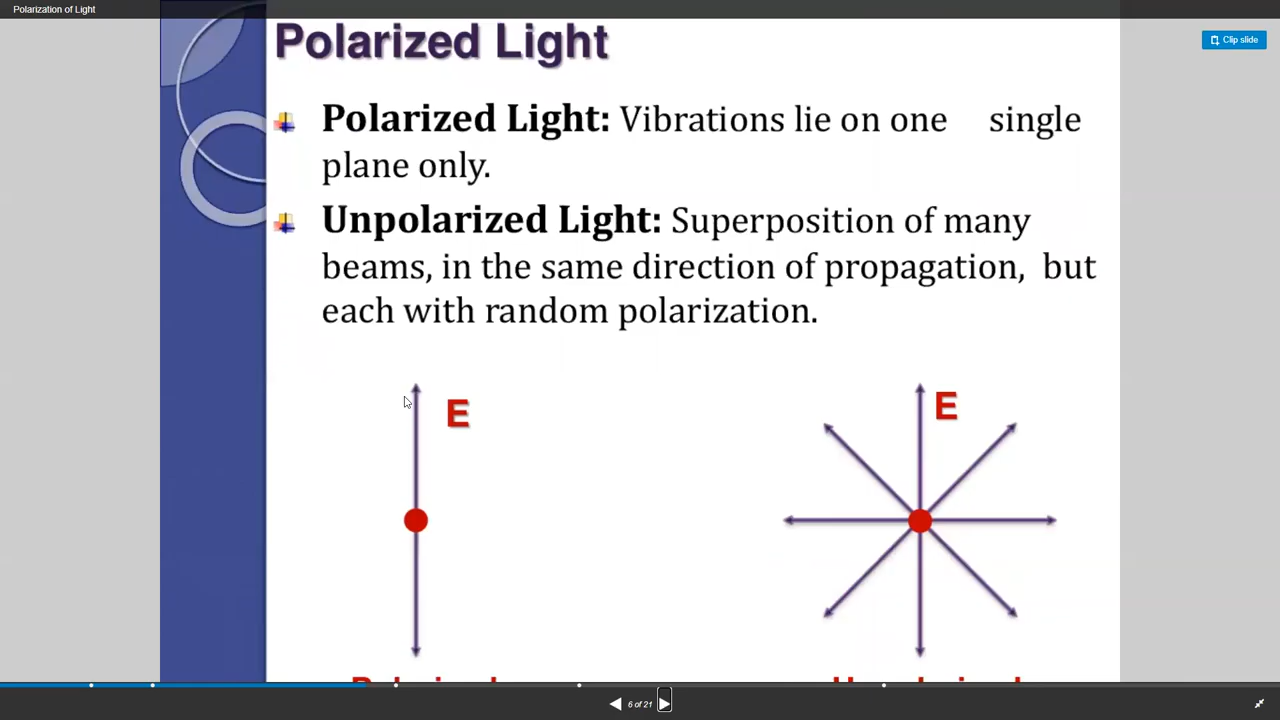 Polarization of Light
Clip slide
Polarized Light
Polarized Light: Vibrations lie on one single
plane only.
Unpolarized Light: Superposition of many
beams, in the same direction of propagation, but
each with random polarization.
E
E
6 of 21